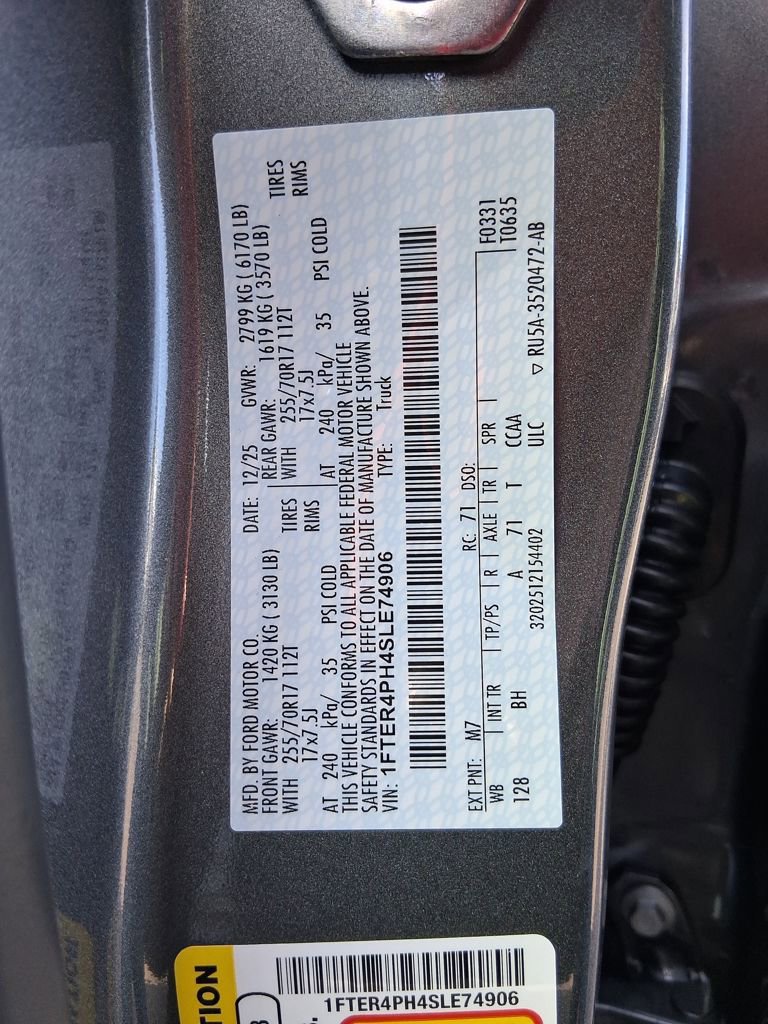 MFD. BY FORD MOTOR CO.
DATE: 12/25 GVWR: 2799 KG ( 6170 LB)
FRONT GAWR: 1420 KG ( 3130 LB) REAR GAWR: 1619 KG ( 3570 LB)
WITH 255/70R17 112T TIRES WITH 255/70R17 112T TIRES
17x7.5J RIMS 17x7.5J RIMS
AT 240 kPa/ 35 PSI COLD AT 240 kPa/ 35 PSI COLD
THIS VEHICLE CONFORMS TO ALL APPLICABLE FEDERAL MOTOR VEHICLE
SAFETY STANDARDS IN EFFECT ON THE DATE OF MANUFACTURE SHOWN ABOVE.
VIN: 1FTER4PH4SLE74906 TYPE: Truck
EXT PNT: M7 RC: 71 DSO: F0331
WB INT TR TP/PS R AXLE TR SPR T0635
128 BH A 71 T CCAA
3202512154402 ULC
▽ RU5A-3520472-AB
TION
1FTER4PH4SLE74906